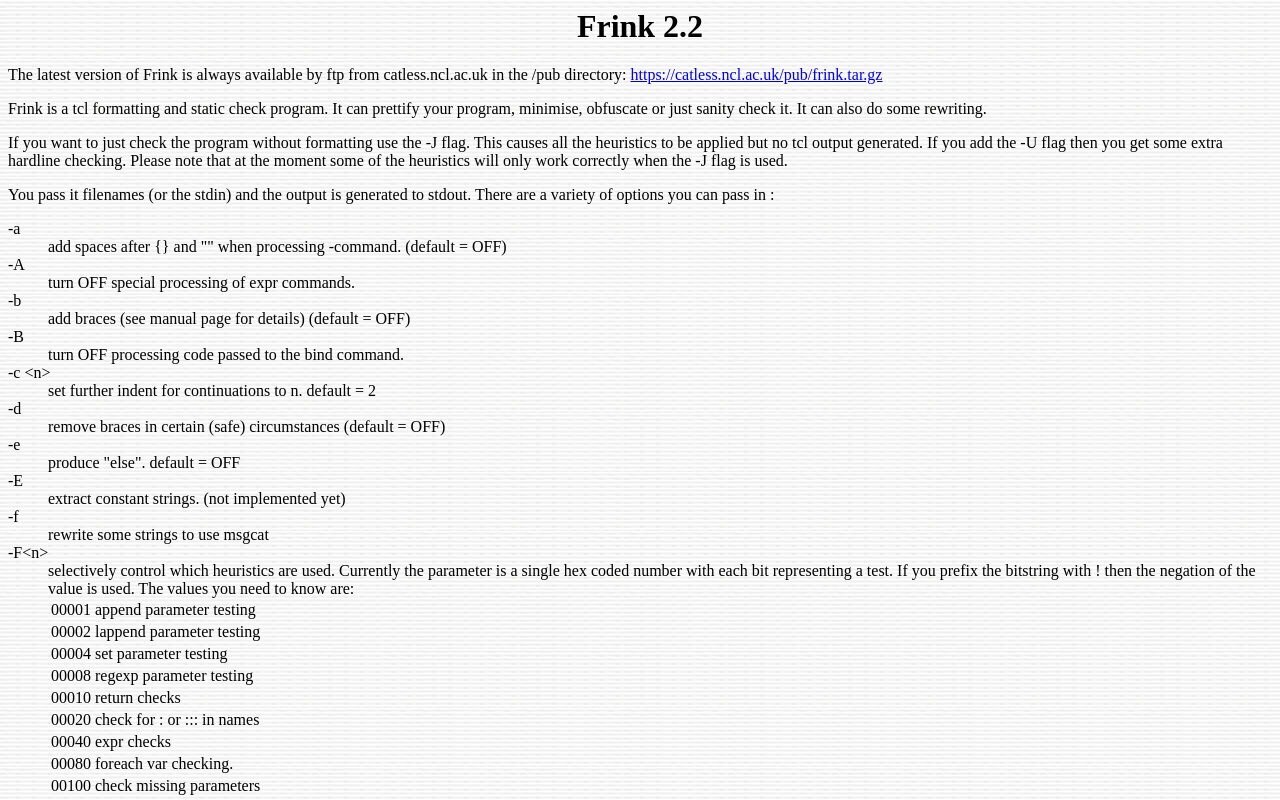 Frink 2.2
The latest version of Frink is always available by ftp from catless.ncl.ac.uk in the /pub directory: https://catless.ncl.ac.uk/pub/frink.tar.gz
Frink is a tcl formatting and static check program. It can prettify your program, minimise, obfuscate or just sanity check it. It can also do some rewriting.
If you want to just check the program without formatting use the -J flag. This causes all the heuristics to be applied but no tcl output generated. If you add the -U flag then you get some extra
hardline checking. Please note that at the moment some of the heuristics will only work correctly when the -J flag is used.
You pass it filenames (or the stdin) and the output is generated to stdout. There are a variety of options you can pass in :
-a
add spaces after {} and "" when processing -command. (default = OFF)
-A
turn OFF special processing of expr commands.
-b
add braces (see manual page for details) (default = OFF)
-B
turn OFF processing code passed to the bind command.
-c <n>
set further indent for continuations to n. default = 2
-d
remove braces in certain (safe) circumstances (default = OFF)
-e
produce "else". default = OFF
-E
extract constant strings. (not implemented yet)
-f
rewrite some strings to use msgcat
-F<n>
selectively control which heuristics are used. Currently the parameter is a single hex coded number with each bit representing a test. If you prefix the bitstring with ! then the negation of the
value is used. The values you need to know are:
00001 append parameter testing
00002 lappend parameter testing
00004 set parameter testing
00008 regexp parameter testing
00010 return checks
00020 check for : or ::: in names
00040 expr checks
00080 foreach var checking.
00100 check missing parameters